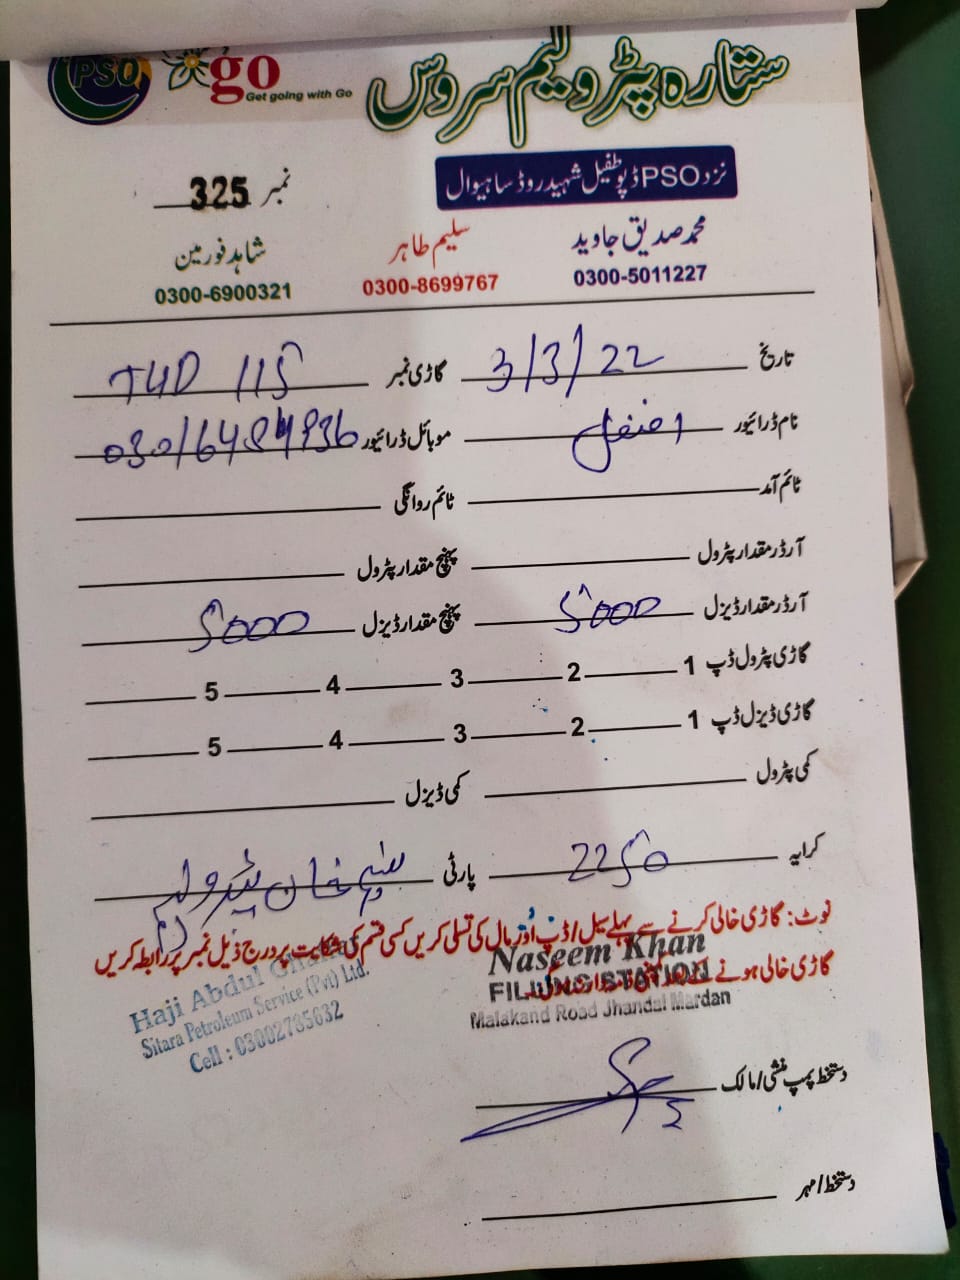 PSO go ستارہ پٹرولیم سروس
Get going with Go
نزد PSO ڈپو طفیل شہید روڈ ساہیوال
نمبر 325
محمد صدیق جاوید سلیم طاہر شاہد فورمین
0300-5011227 0300-8699767 0300-6900321
تاریخ 3/3/22 گاڑی نمبر TUD 115
نام ڈرائیور موبائل ڈرائیور
ٹائم آمد ٹائم روانگی
آرڈر مقدار پٹرول پہنچ مقدار پٹرول
آرڈر مقدار ڈیزل 5000 پہنچ مقدار ڈیزل 5000
گاڑی پٹرول ڈپ 1 2 3 4 5
گاڑی ڈیزل ڈپ 1 2 3 4 5
کمی پٹرول کمی ڈیزل
کرایہ 2250 پارٹی نسیم خان پٹرولیم
نوٹ: گاڑی خالی کرنے سے پہلے سیل/ڈپ اور مال کی تسلی کریں کسی قسم کی شکایت پر درج ذیل نمبر پر رابطہ کریں
گاڑی خالی ہونے کے بعد
Naseem Khan
FILLING STATION
Malakand Road Jhandai Mardan
Haji Abdul
Sitara Petroleum Service (Pvt) Ltd.
Cell : 03002785632
دستخط پمپ منشی/مالک
دستخط/مہر